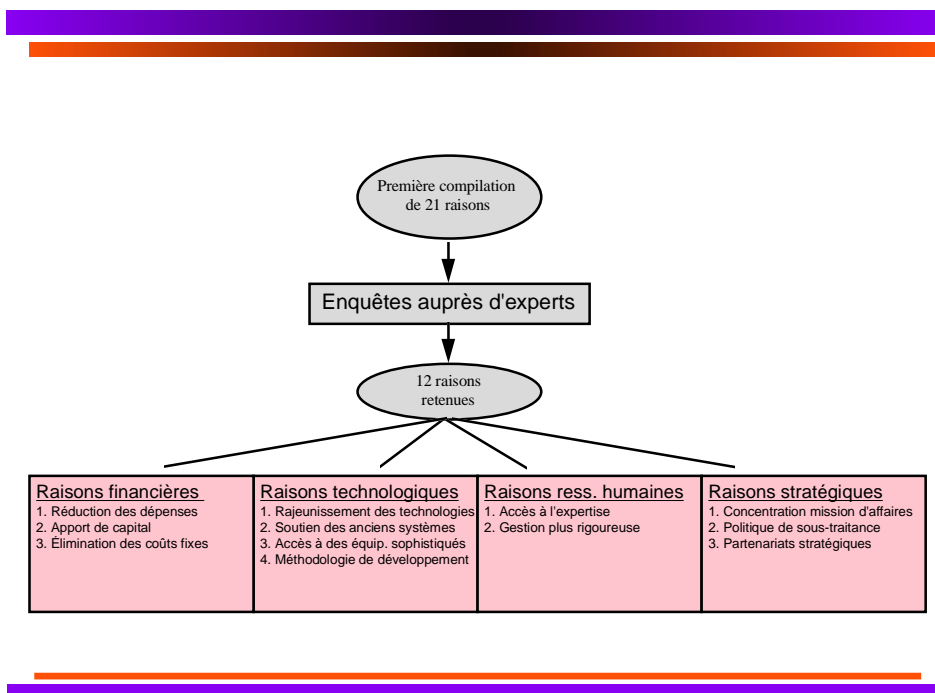 Première compilation
de 21 raisons
Enquêtes auprès d'experts
12 raisons
retenues
Raisons financières
1. Réduction des dépenses
2. Apport de capital
3. Élimination des coûts fixes
Raisons technologiques
1. Rajeunissement des technologies
2. Soutien des anciens systèmes
3. Accès à des équip. sophistiqués
4. Méthodologie de développement
Raisons ress. humaines
1. Accès à l'expertise
2. Gestion plus rigoureuse
Raisons stratégiques
1. Concentration mission d'affaires
2. Politique de sous-traitance
3. Partenariats stratégiques